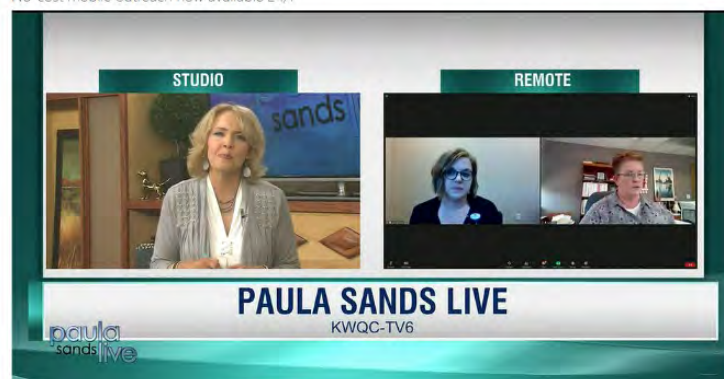 STUDIO
REMOTE
sands
PAULA SANDS LIVE
KWQC-TV6
paula
sands live